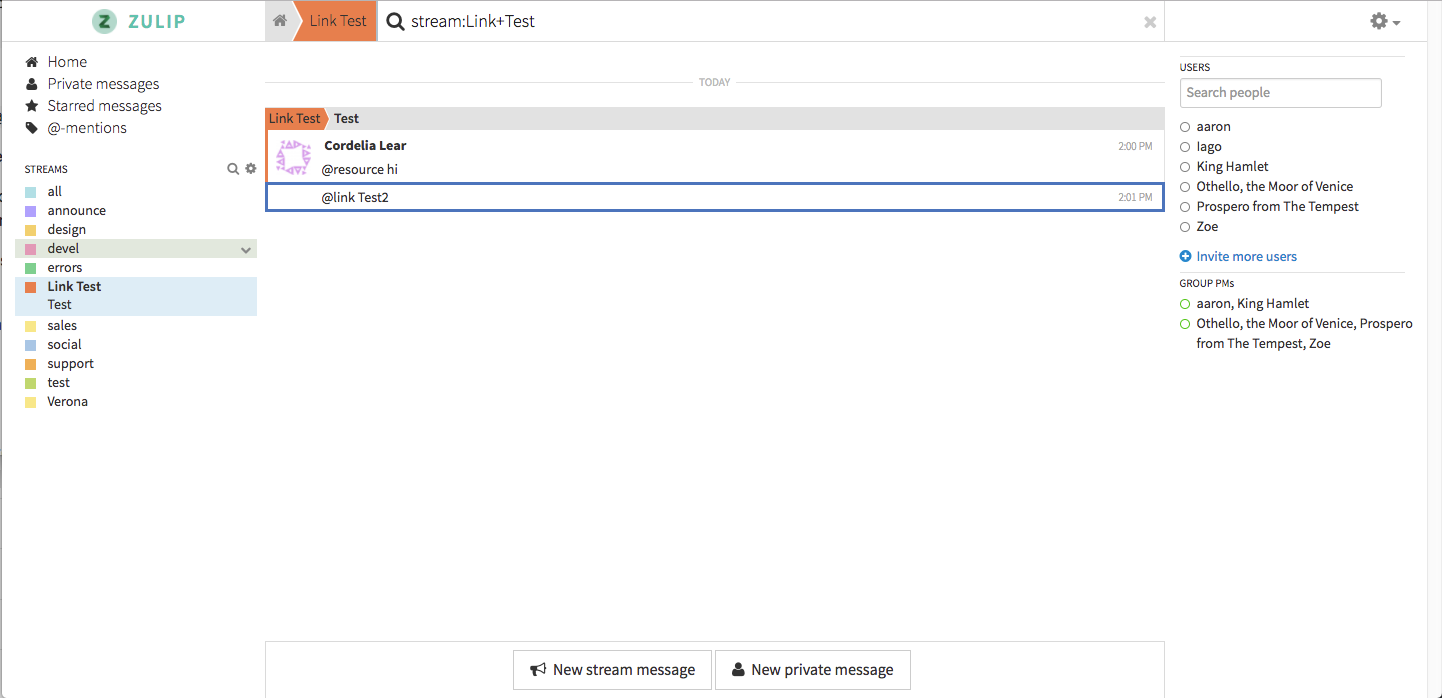 ZULIP
Link Test
stream:Link+Test
Home
Private messages
Starred messages
@-mentions
STREAMS
all
announce
design
devel
errors
Link Test
Test
sales
social
support
test
Verona
TODAY
Link Test Test
Cordelia Lear 2:00 PM
@resource hi
@link Test2 2:01 PM
New stream message
New private message
USERS
Search people
aaron
Iago
King Hamlet
Othello, the Moor of Venice
Prospero from The Tempest
Zoe
Invite more users
GROUP PMs
aaron, King Hamlet
Othello, the Moor of Venice, Prospero
from The Tempest, Zoe